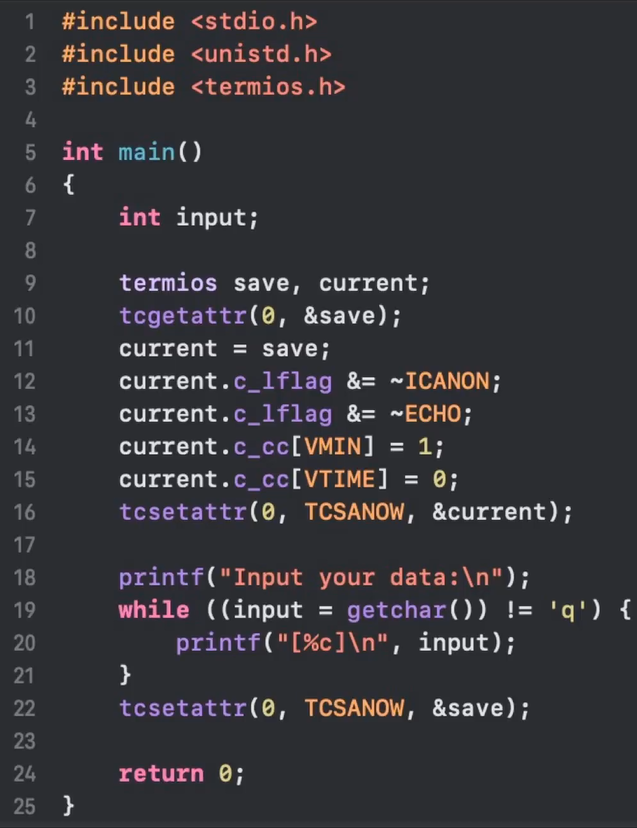 1 #include <stdio.h>
2 #include <unistd.h>
3 #include <termios.h>
4
5 int main()
6 {
7     int input;
8
9     termios save, current;
10     tcgetattr(0, &save);
11     current = save;
12     current.c_lflag &= ~ICANON;
13     current.c_lflag &= ~ECHO;
14     current.c_cc[VMIN] = 1;
15     current.c_cc[VTIME] = 0;
16     tcsetattr(0, TCSANOW, &current);
17
18     printf("Input your data:\n");
19     while ((input = getchar()) != 'q') {
20         printf("[%c]\n", input);
21     }
22     tcsetattr(0, TCSANOW, &save);
23
24     return 0;
25 }